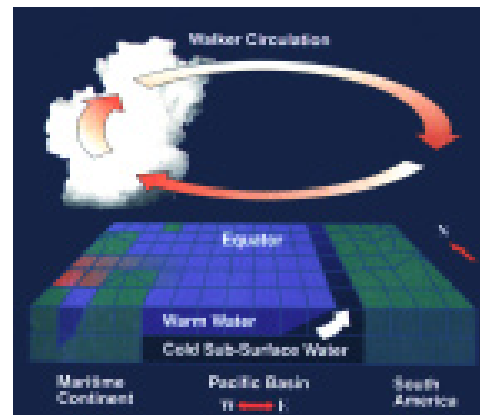 Walker Circulation
N
Equator
Warm Water
Cold Sub-Surface Water
Maritime
Continent
Pacific Basin
W E
South
America